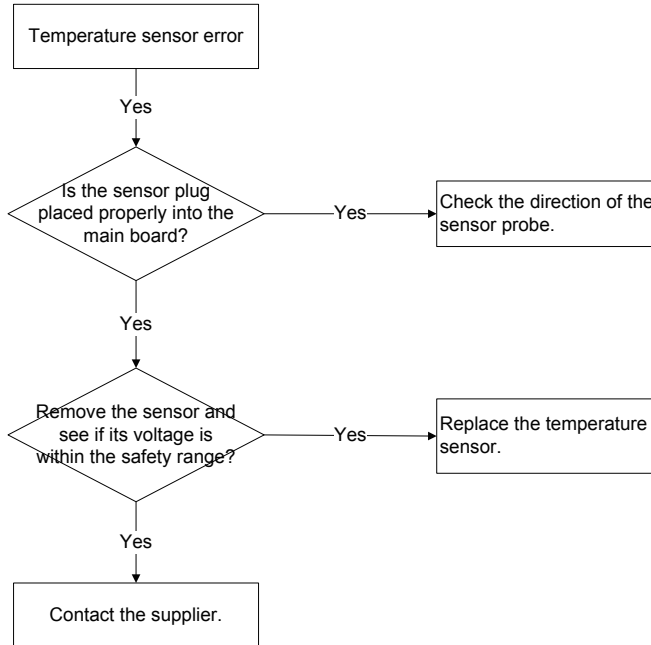 Temperature sensor error
Yes
Is the sensor plug
placed properly into the
main board?
Yes
Check the direction of the
sensor probe.
Yes
Remove the sensor and
see if its voltage is
within the safety range?
Yes
Replace the temperature
sensor.
Yes
Contact the supplier.